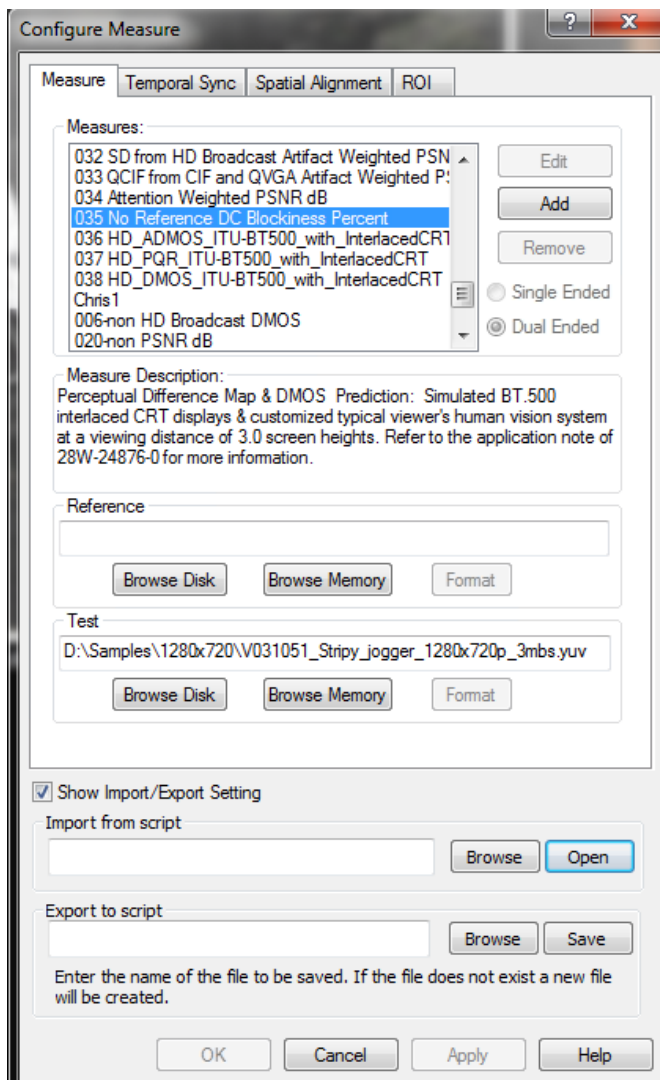 Configure Measure
?
Measure Temporal Sync Spatial Alignment ROI
Measures:
032 SD from HD Broadcast Artifact Weighted PSN
033 QCIF from CIF and QVGA Artifact Weighted P
034 Attention Weighted PSNR dB
035 No Reference DC Blockiness Percent
036 HD_ADMOS_ITU-BT500_with_InterlacedCRT
037 HD_PQR_ITU-BT500_with_InterlacedCRT
038 HD_DMOS_ITU-BT500_with_InterlacedCRT
Chris1
006-non HD Broadcast DMOS
020-non PSNR dB
Edit
Add
Remove
Single Ended
Dual Ended
Measure Description:
Perceptual Difference Map & DMOS Prediction: Simulated BT.500
interlaced CRT displays & customized typical viewer's human vision system
at a viewing distance of 3.0 screen heights. Refer to the application note of
28W-24876-0 for more information.
Reference
Browse Disk Browse Memory Format
Test
D:\Samples\1280x720\V031051_Stripy_jogger_1280x720p_3mbs.yuv
Browse Disk Browse Memory Format
Show Import/Export Setting
Import from script
Browse Open
Export to script
Browse Save
Enter the name of the file to be saved. If the file does not exist a new file
will be created.
OK Cancel Apply Help